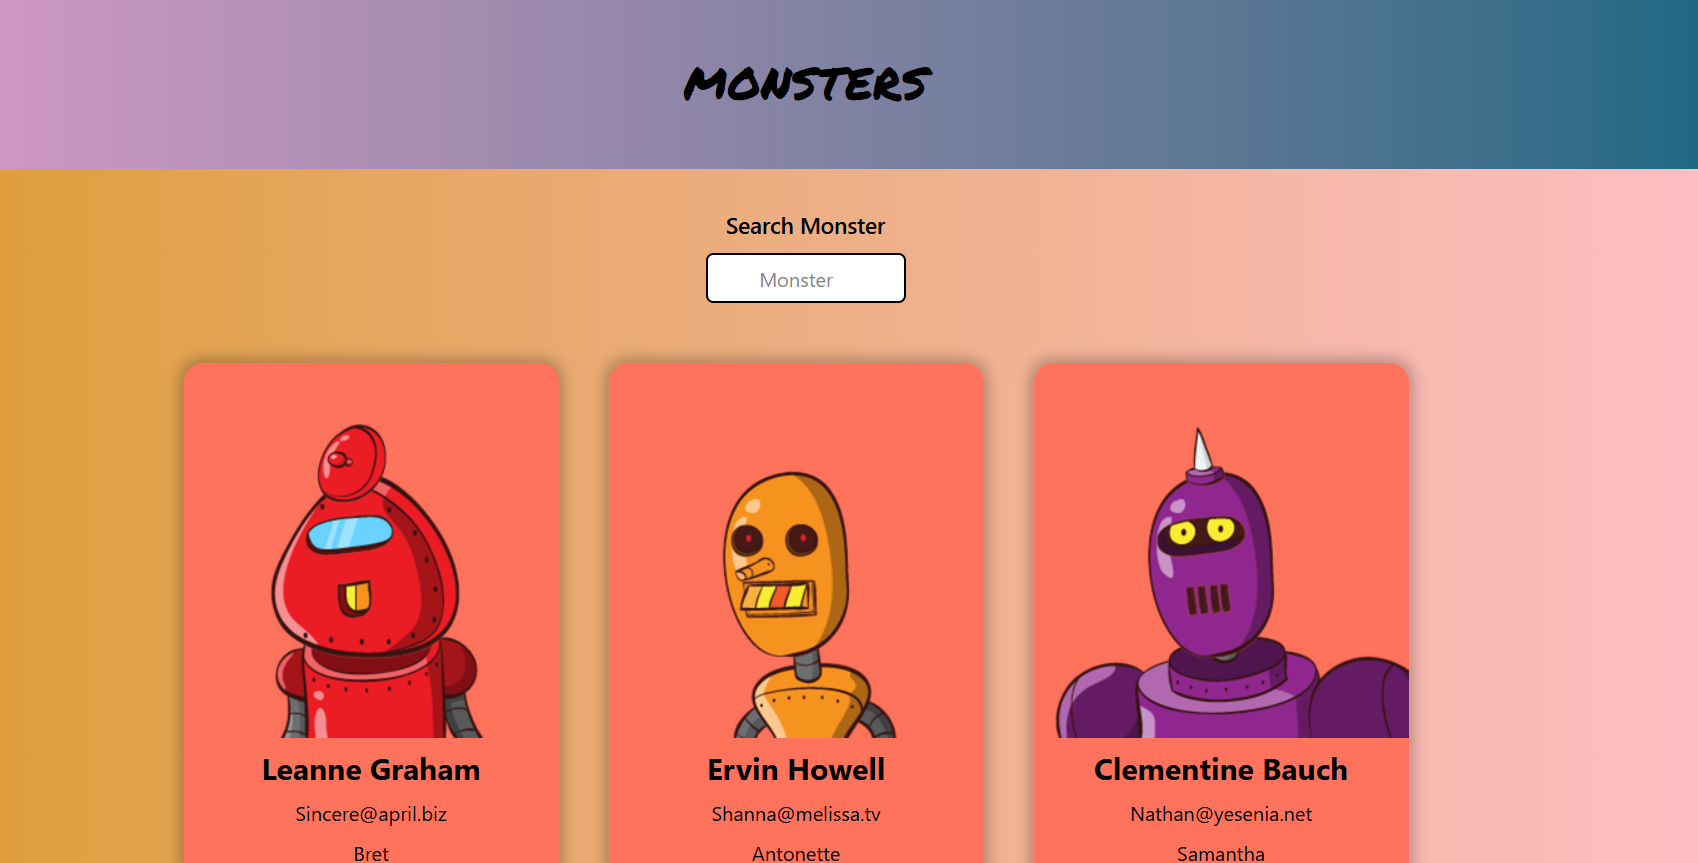 MONSTERS
Search Monster
Monster
Leanne Graham
Sincere@april.biz
Bret
Ervin Howell
Shanna@melissa.tv
Antonette
Clementine Bauch
Nathan@yesenia.net
Samantha